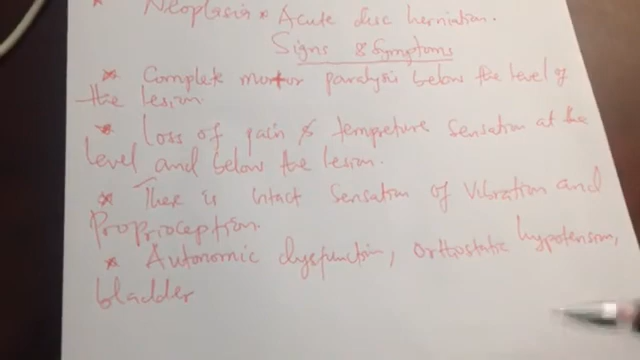 * Neoplasia * Acute disc herniation.
Signs & Symptoms
* Complete mortor paralysis below the level of
the lesion.
* Loss of pain & tempreture Sensation at the
level and below the lesion.
* There is intact Sensation of Vibration and
Proprioception.
* Autonomic dysfunction, Orthostatic hypotension,
bladder